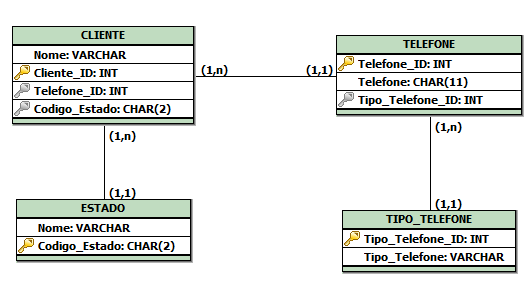 CLIENTE
Nome: VARCHAR
Cliente_ID: INT
Telefone_ID: INT
Codigo_Estado: CHAR(2)
(1,n)
(1,1)
TELEFONE
Telefone_ID: INT
Telefone: CHAR(11)
Tipo_Telefone_ID: INT
(1,n)
(1,1)
ESTADO
Nome: VARCHAR
Codigo_Estado: CHAR(2)
(1,n)
(1,1)
TIPO_TELEFONE
Tipo_Telefone_ID: INT
Tipo_Telefone: VARCHAR